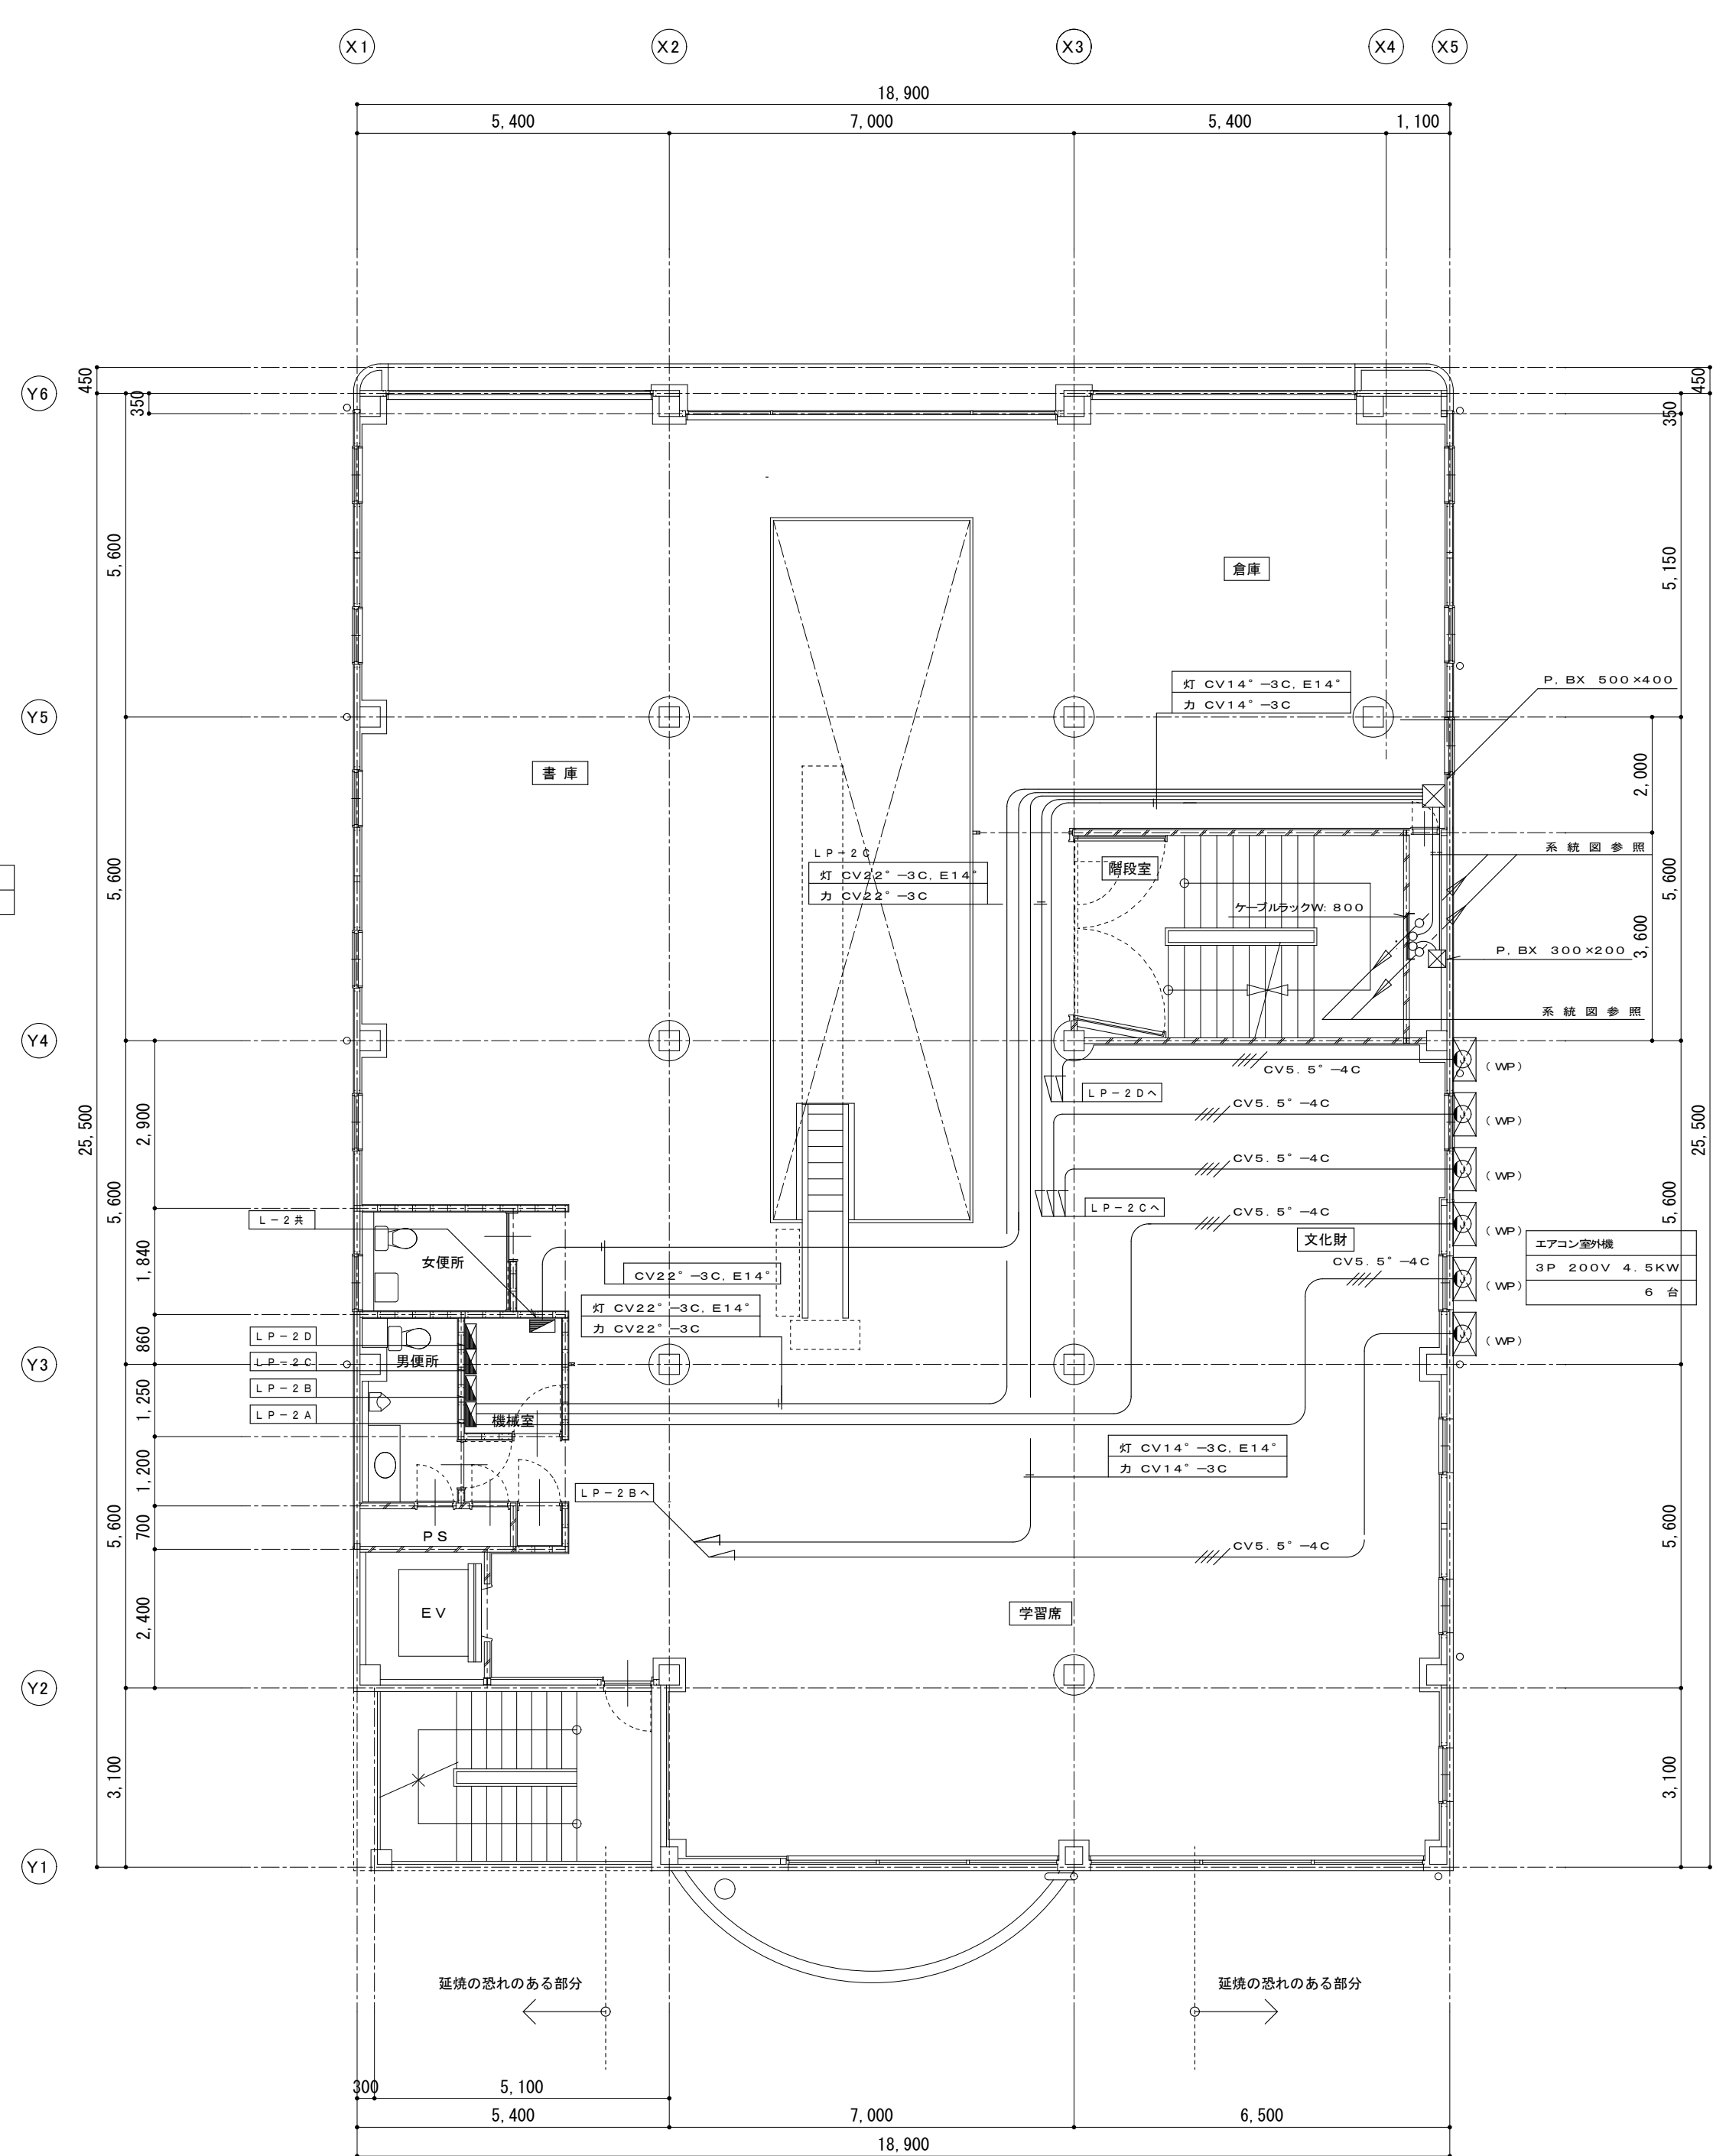 X1
X2
X3
X4
X5
18,900
5,400
7,000
5,400
1,100
450
Y6
350
450
350
5,600
5,150
倉庫
灯 CV14°-3C, E14°
力 CV14°-3C
P, BX 500×400
Y5
書 庫
2,000
LP-2C
灯 CV22°-3C, E14°
力 CV22°-3C
階段室
系 統 図 参 照
5,600
5,600
ケーブルラックW: 800
3,600
P, BX 300×200
系 統 図 参 照
Y4
CV5. 5°-4C
(WP)
LP-2Dへ
CV5. 5°-4C
(WP)
25,500
2,900
25,500
CV5. 5°-4C
(WP)
LP-2Cへ
5,600
5,600
L-2共
CV5. 5°-4C
(WP)
文化財
エアコン室外機
3P 200V 4. 5KW
6 台
1,840
女便所
CV22°-3C, E14°
CV5. 5°-4C
(WP)
灯 CV22°-3C, E14°
力 CV22°-3C
860
LP-2D
(WP)
Y3
LP-2C
男便所
LP-2B
1,250
LP-2A
機械室
灯 CV14°-3C, E14°
力 CV14°-3C
1,200
LP-2Bへ
5,600
700
PS
5,600
CV5. 5°-4C
EV
2,400
学習席
Y2
3,100
3,100
Y1
延焼の恐れのある部分
延焼の恐れのある部分
300
5,100
5,400
7,000
6,500
18,900